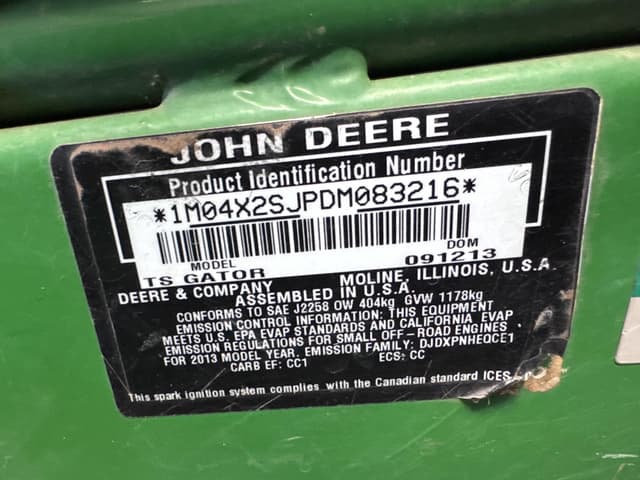 JOHN DEERE
Product Identification Number
*1M04X2SJPDM083216*
MODEL DOM
TS GATOR 091213
DEERE & COMPANY MOLINE, ILLINOIS, U.S.A.
ASSEMBLED IN U.S.A.
CONFORMS TO SAE J2258 OW 404kg GVW 1178kg
EMISSION CONTROL INFORMATION: THIS EQUIPMENT
MEETS U.S. EPA EVAP STANDARDS AND CALIFORNIA EVAP
EMISSION REGULATIONS FOR SMALL OFF-ROAD ENGINES
FOR 2013 MODEL YEAR. EMISSION FAMILY: DJDXPNHEQCE1
CARB EF: CC1 ECS: CC
This spark ignition system complies with the Canadian standard ICES